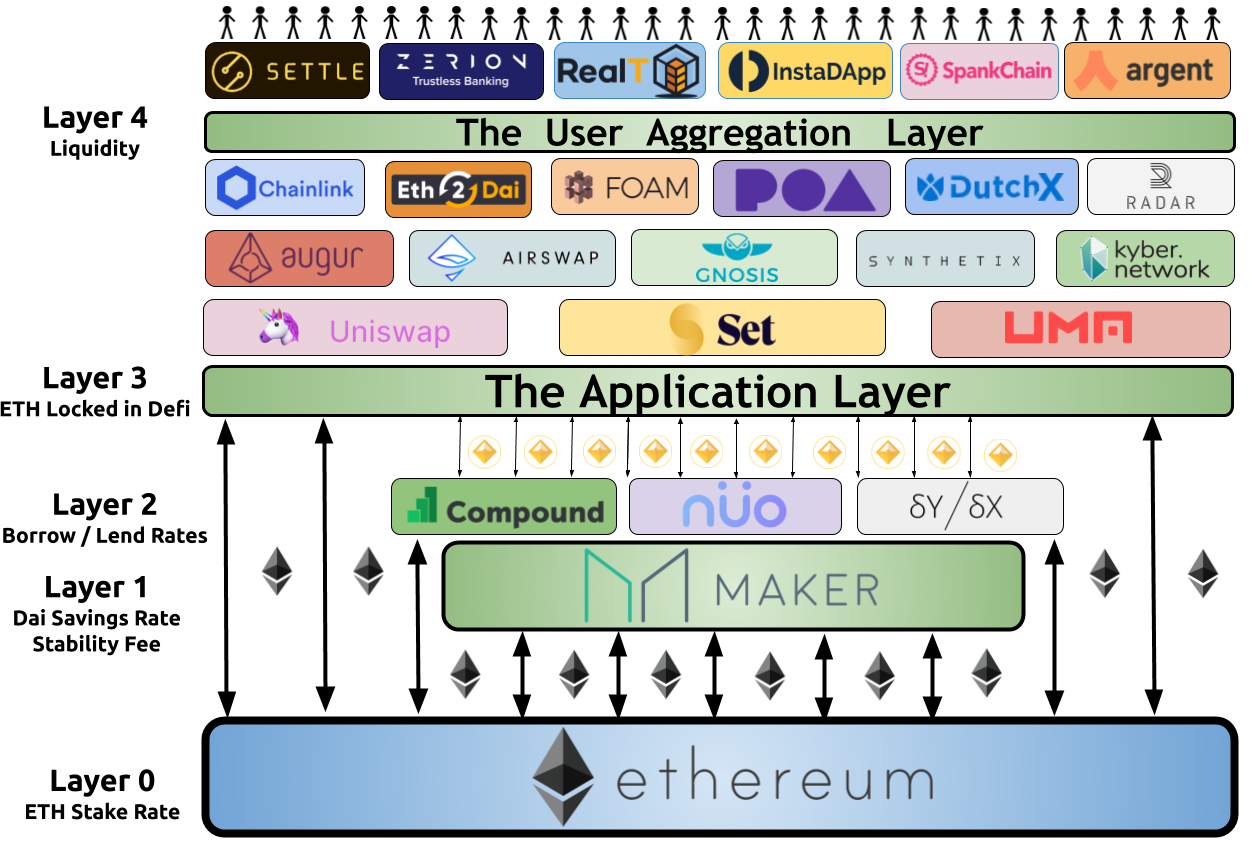 SETTLE
ZERION
Trustless Banking
RealT
InstaDApp
SpankChain
argent
Layer 4
Liquidity
The User Aggregation Layer
Chainlink
Eth2Dai
FOAM
POA
DutchX
RADAR
augur
AIRSWAP
GNOSIS
SYNTHETIX
kyber.
network
Uniswap
Set
UMA
Layer 3
ETH Locked in Defi
The Application Layer
Layer 2
Borrow / Lend Rates
Compound
nüo
δY/δX
Layer 1
Dai Savings Rate
Stability Fee
MAKER
Layer 0
ETH Stake Rate
ethereum